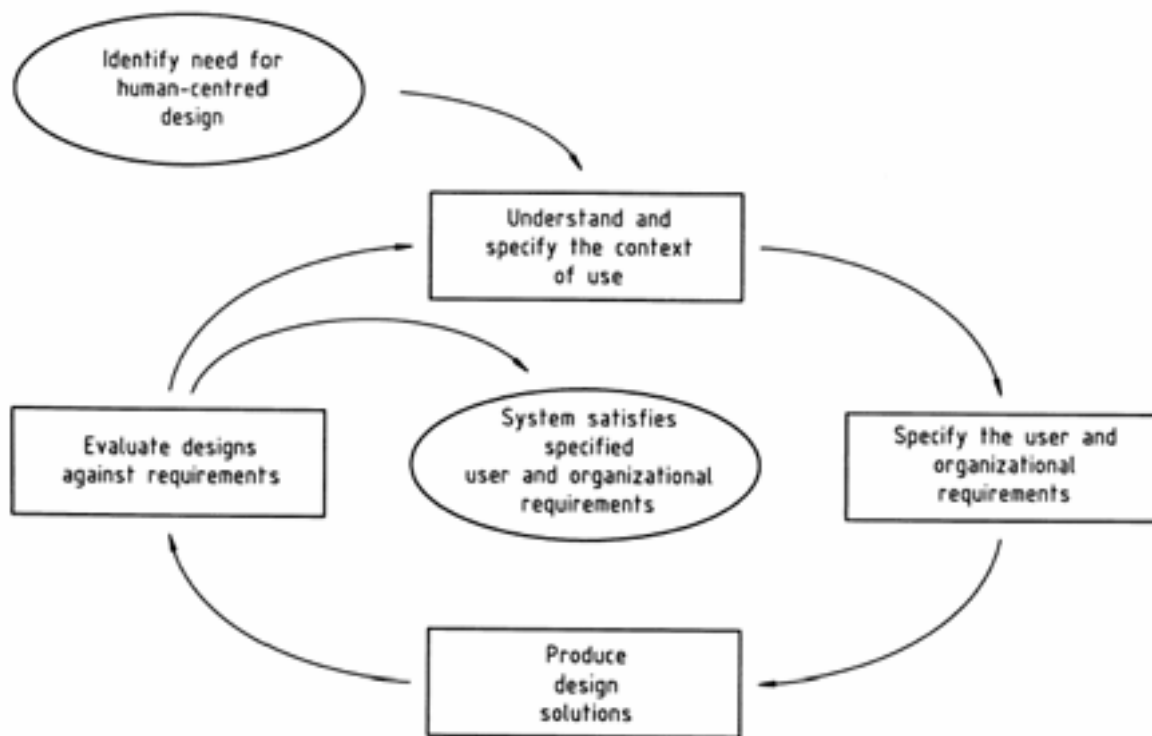 Identify need for
human-centred
design
Understand and
specify the context
of use
Evaluate designs
against requirements
System satisfies
specified
user and organizational
requirements
Specify the user and
organizational
requirements
Produce
design
solutions